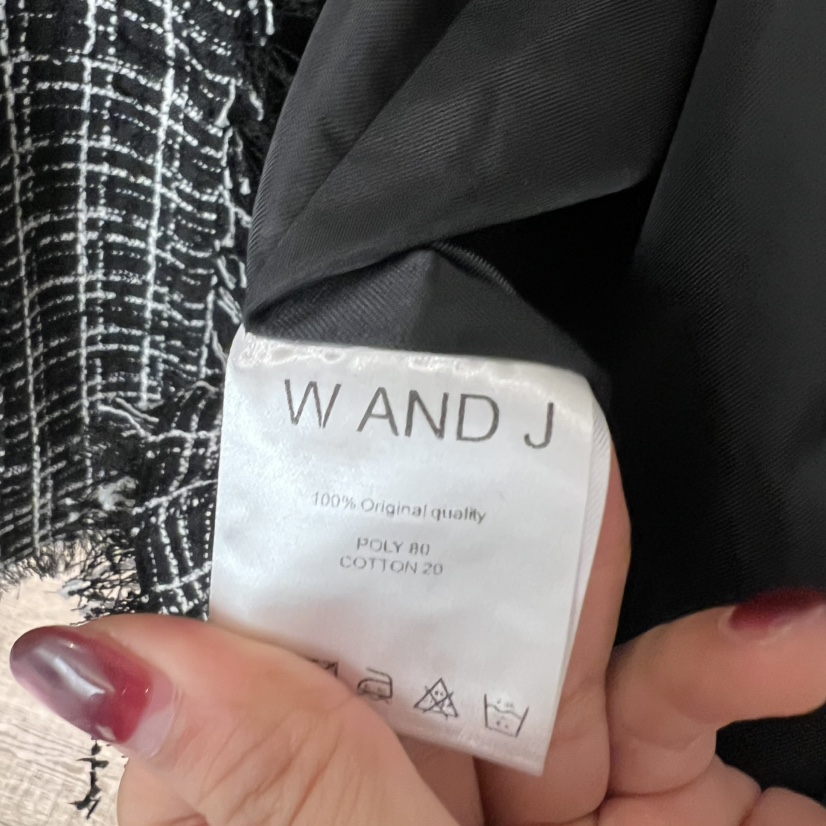 W AND J
100% Original quality
POLY 80
COTTON 20